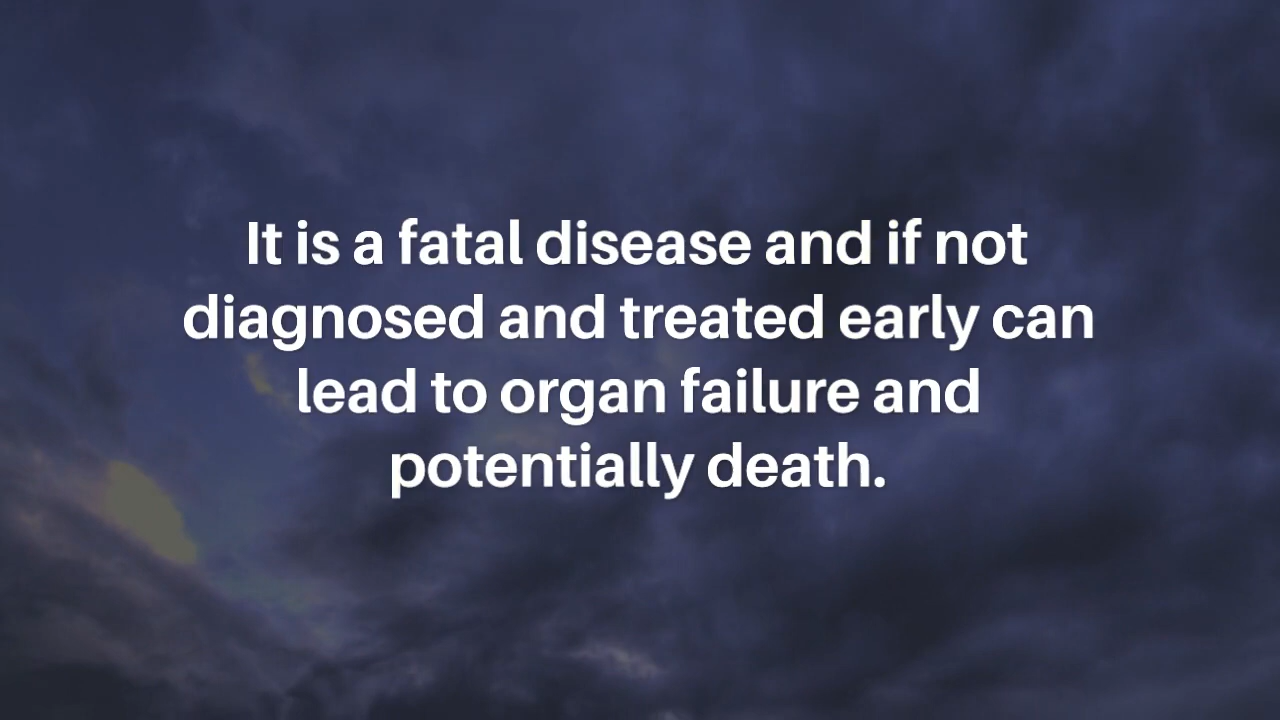 It is a fatal disease and if not
diagnosed and treated early can
lead to organ failure and
potentially death.